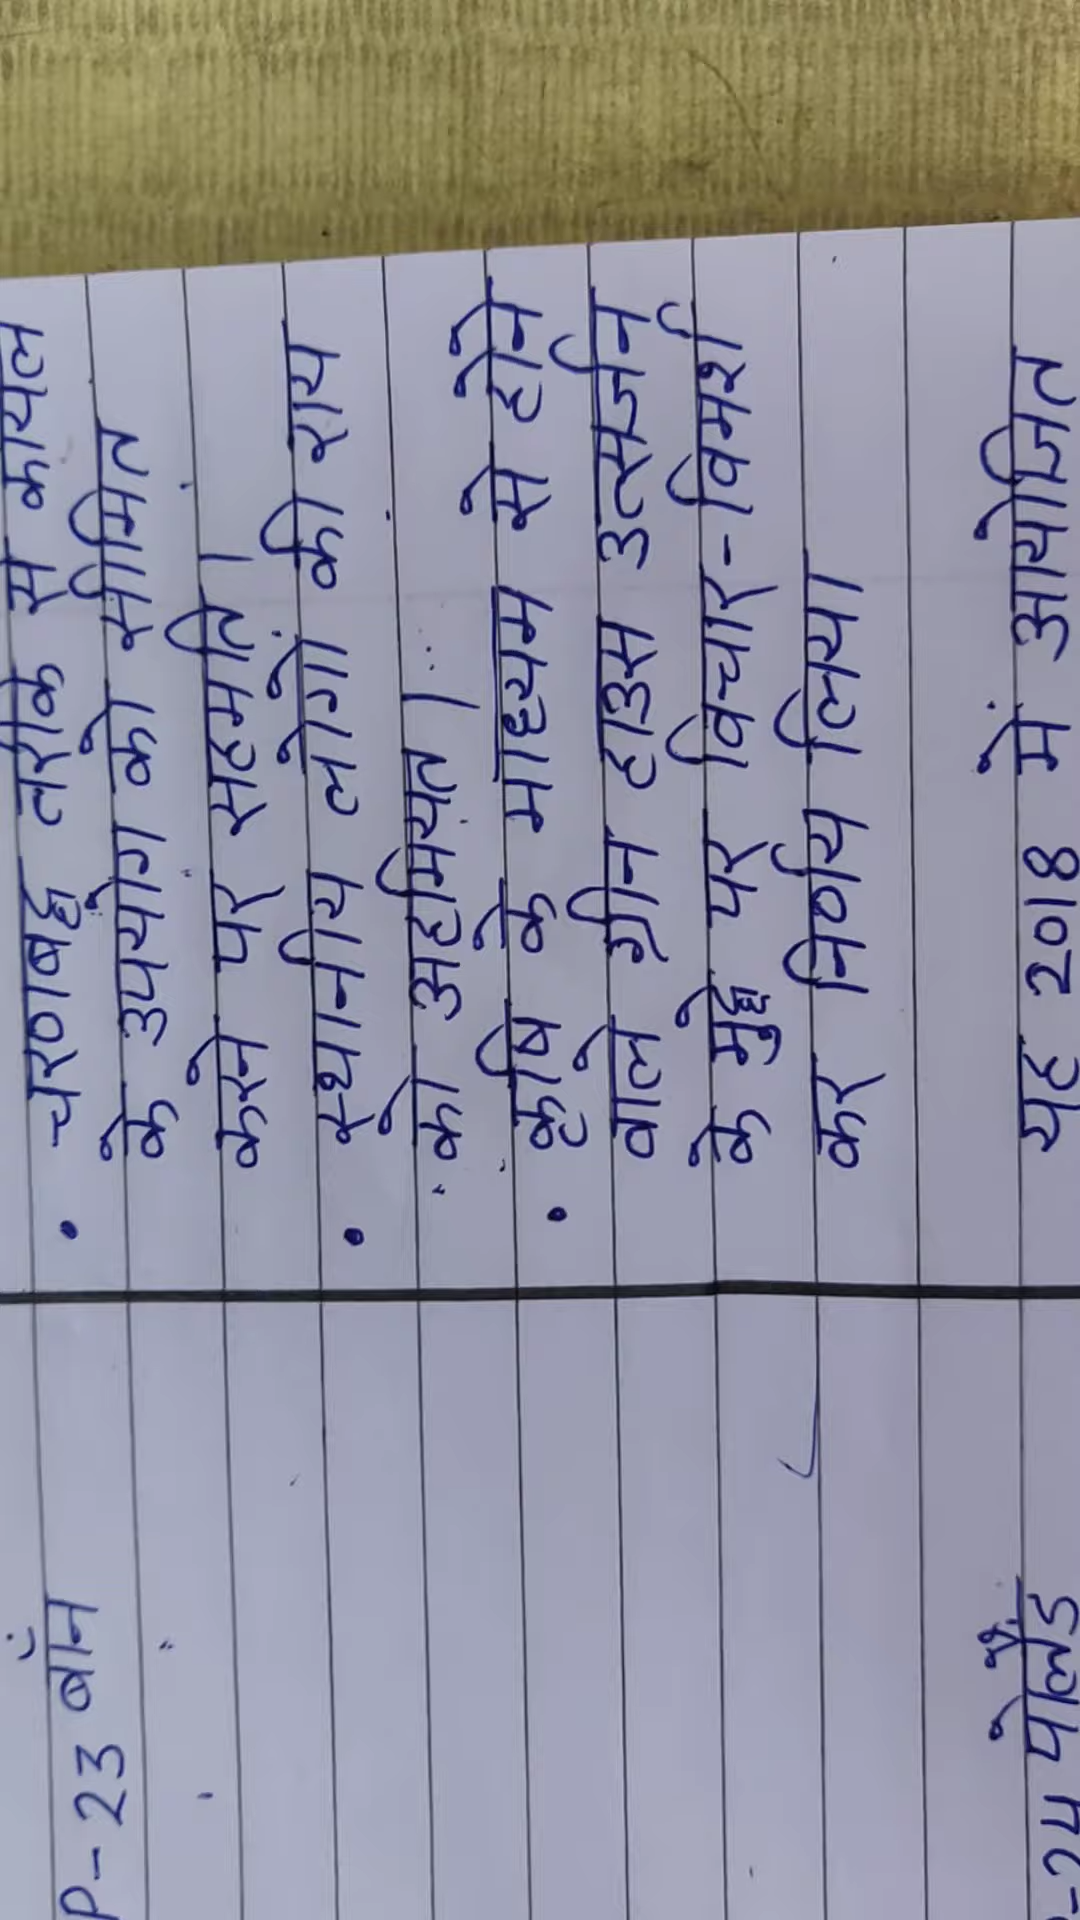 P-23 बॉन
• चरणबद्ध तरीके से कोयले
के उपयोग को सीमित
करने पर सहमति।
• स्थानीय लोगों की राय
को अहमियत।
• कृषि के माध्यम से होने
वाले ग्रीन हाउस उत्सर्जन
के मुद्दे पर विचार-विमर्श
कर निर्णय लिया।
-24 पोलैंड
यह 2018 में आयोजित